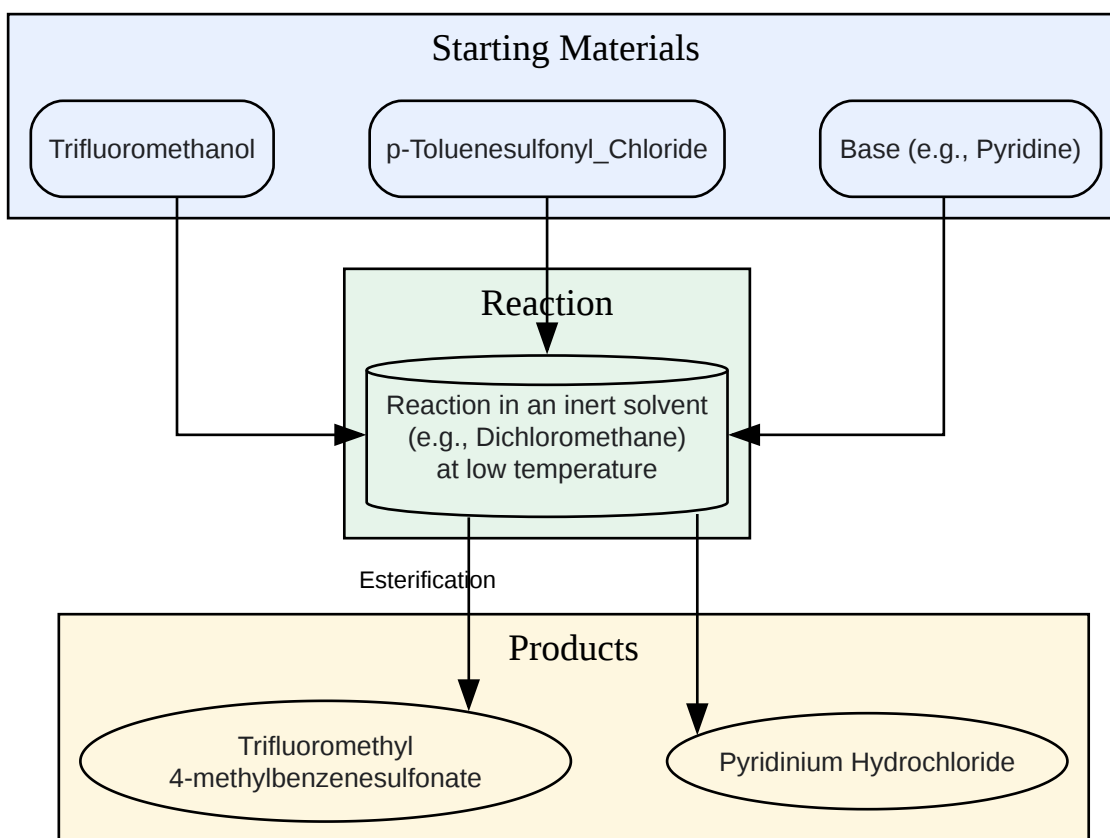 Starting Materials
Trifluoromethanol
p-Toluenesulfonyl_Chloride
Base (e.g., Pyridine)
Reaction
Reaction in an inert solvent
(e.g., Dichloromethane)
at low temperature
Esterification
Products
Trifluoromethyl
4-methylbenzenesulfonate
Pyridinium Hydrochloride